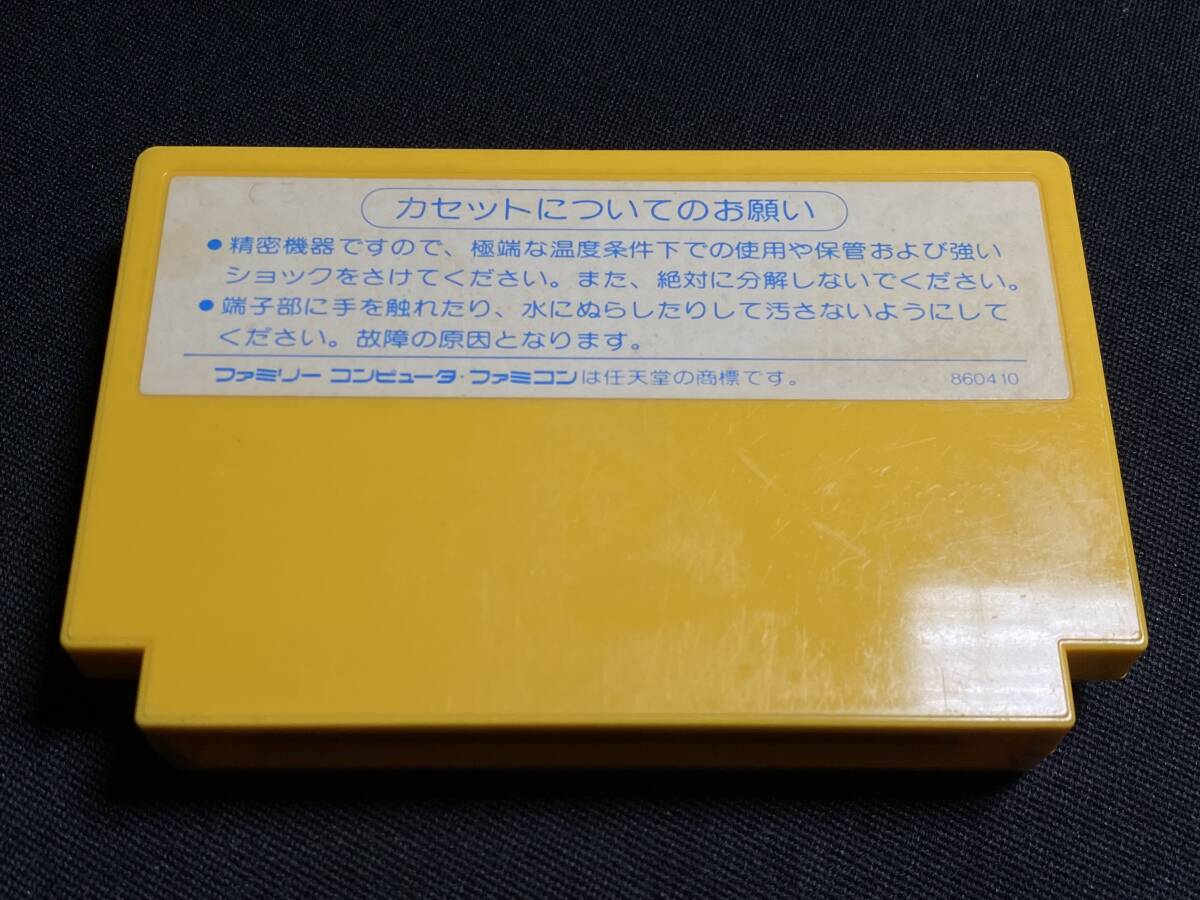 カセットについてのお願い
●精密機器ですので、極端な温度条件下での使用や保管および強い
ショックをさけてください。また、絶対に分解しないでください。
●端子部に手を触れたり、水にぬらしたりして汚さないようにして
ください。故障の原因となります。
ファミリー コンピュータ・ファミコンは任天堂の商標です。 860410